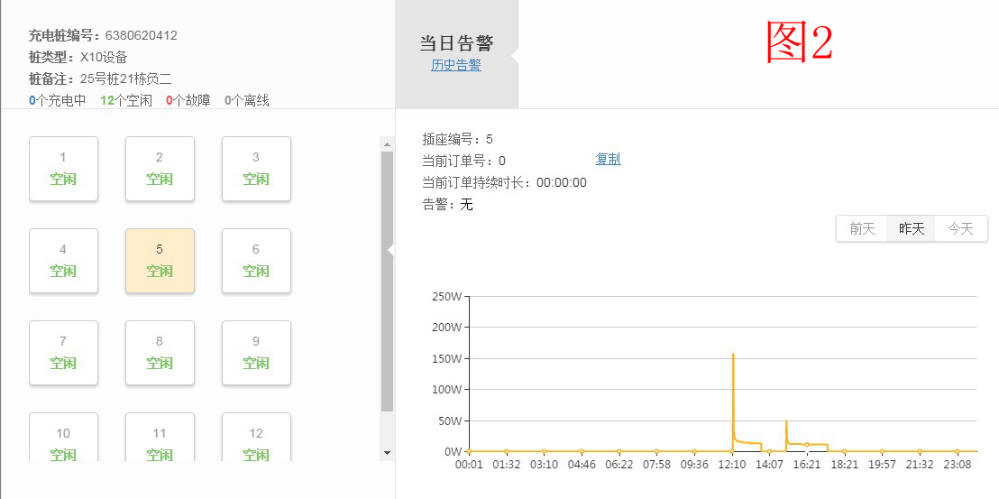 充电桩编号：6380620412
桩类型：X10设备
桩备注：25号桩21栋负二
0个充电中 12个空闲 0个故障 0个离线
当日告警
历史告警
图2
1
空闲
2
空闲
3
空闲
4
空闲
5
空闲
6
空闲
7
空闲
8
空闲
9
空闲
10
空闲
11
空闲
12
空闲
插座编号：5
当前订单号：0 复制
当前订单持续时长：00:00:00
告警：无
前天 昨天 今天
250W
200W
150W
100W
50W
0W
00:01 01:32 03:10 04:46 06:22 07:58 09:36 12:10 14:07 16:21 18:21 19:57 21:32 23:08